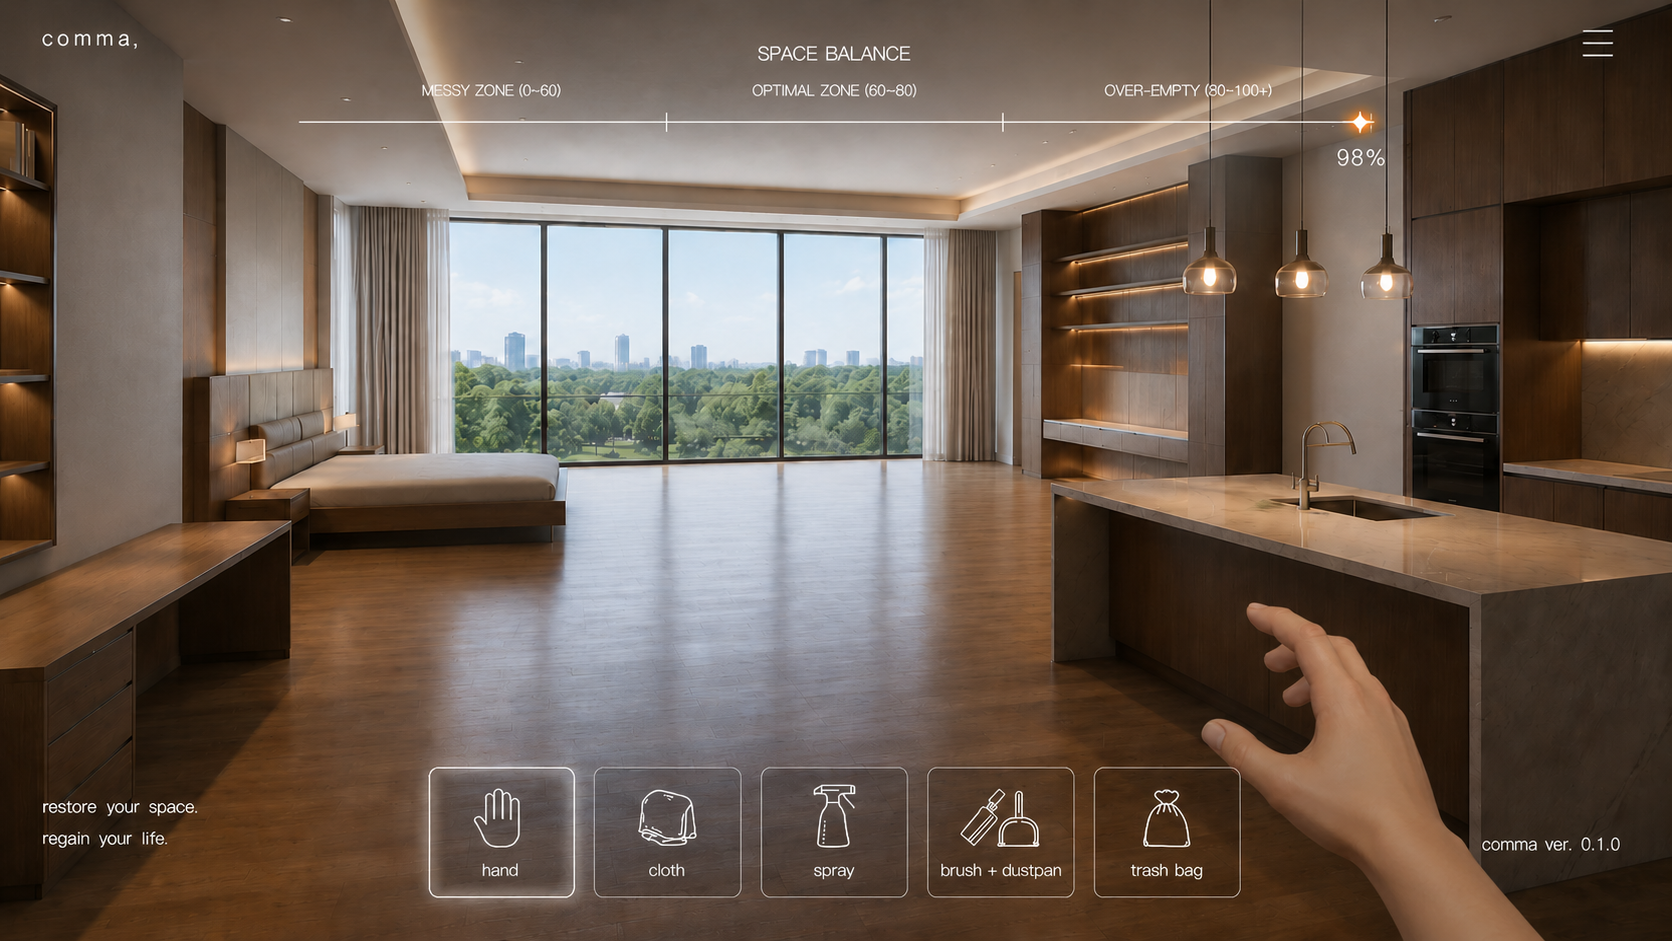 comma,
SPACE BALANCE
MESSY ZONE (0~60)
OPTIMAL ZONE (60~80)
OVER-EMPTY (80~100+)
98%
restore your space.
regain your life.
hand
cloth
spray
brush + dustpan
trash bag
comma ver. 0.1.0